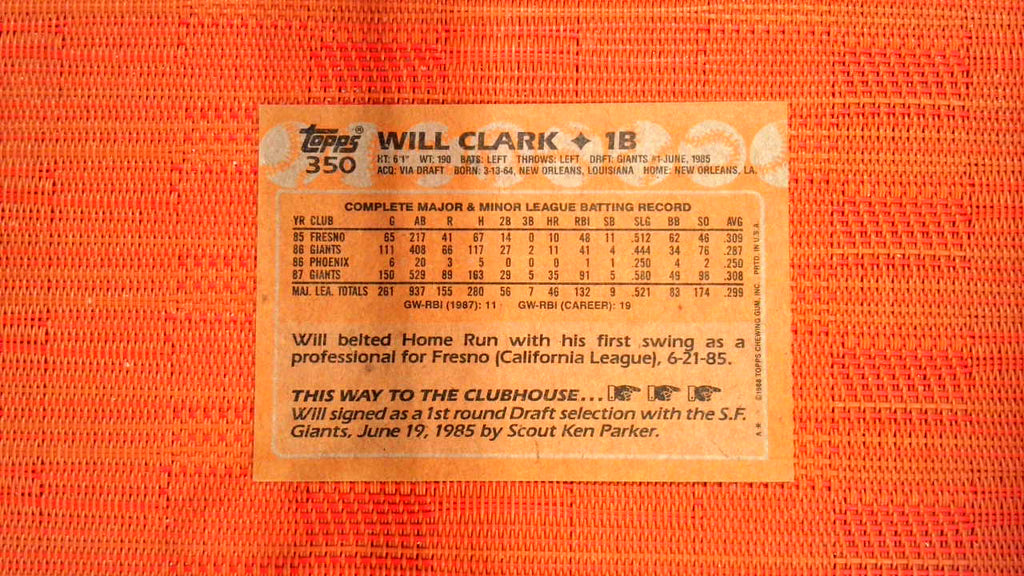 Topps® WILL CLARK ✦ 1B
350 HT: 6'1" WT: 190 BATS: LEFT THROWS: LEFT DRFT: GIANTS #1-JUNE, 1985
ACQ: VIA DRAFT BORN: 3-13-64, NEW ORLEANS, LOUISIANA HOME: NEW ORLEANS, LA.
COMPLETE MAJOR & MINOR LEAGUE BATTING RECORD
YR CLUB G AB R H 2B 3B HR RBI SB SLG BB SO AVG
85 FRESNO 65 217 41 67 14 0 10 48 11 .512 62 46 .309
86 GIANTS 111 408 66 117 27 2 11 41 4 .444 34 76 .287
86 PHOENIX 6 20 3 5 0 0 0 1 1 .250 4 2 .250
87 GIANTS 150 529 89 163 29 5 35 91 5 .580 49 98 .308
MAJ. LEA. TOTALS 261 937 155 280 56 7 46 132 9 .521 83 174 .299
GW-RBI (1987): 11 GW-RBI (CAREER): 19
Will belted Home Run with his first swing as a
professional for Fresno (California League), 6-21-85.
THIS WAY TO THE CLUBHOUSE...
Will signed as a 1st round Draft selection with the S.F.
Giants, June 19, 1985 by Scout Ken Parker.
A* ©1988 TOPPS CHEWING GUM, INC. PRTD. IN U.S.A.